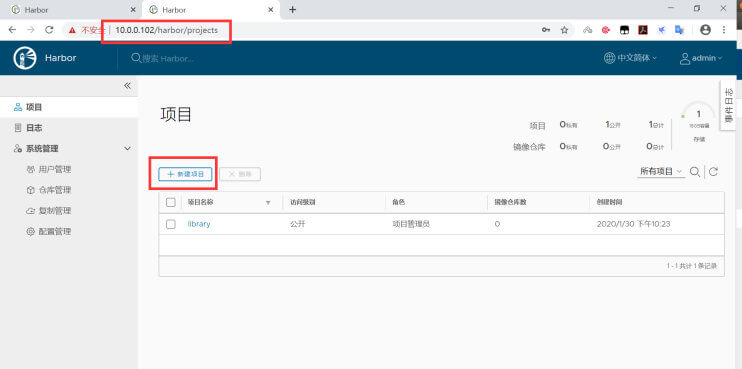 Harbor
Harbor
不安全 10.0.0.102/harbor/projects
Harbor
搜索 Harbor...
中文简体
admin
项目
日志
系统管理
用户管理
仓库管理
复制管理
配置管理
项目
项目 0私有 1公开 1总计
镜像仓库 0私有 0公开 0总计
1
存储
事件日志
+ 新建项目
× 删除
所有项目
项目名称 访问级别 角色 镜像仓库数 创建时间
library 公开 项目管理员 0 2020/1/30 下午10:23
1 - 1 共计 1 条记录